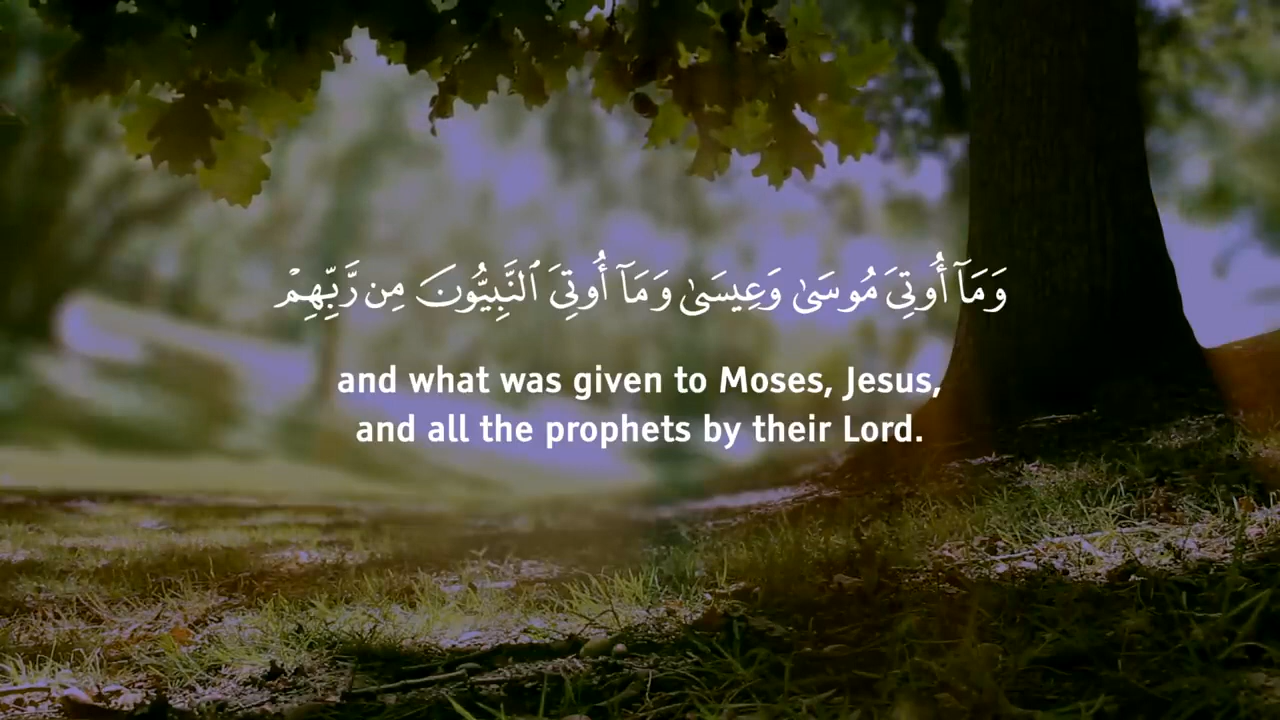 وَمَآ أُوتِىَ مُوسَىٰ وَعِيسَىٰ وَمَآ أُوتِىَ ٱلنَّبِيُّونَ مِن رَّبِّهِمْ
and what was given to Moses, Jesus,
and all the prophets by their Lord.